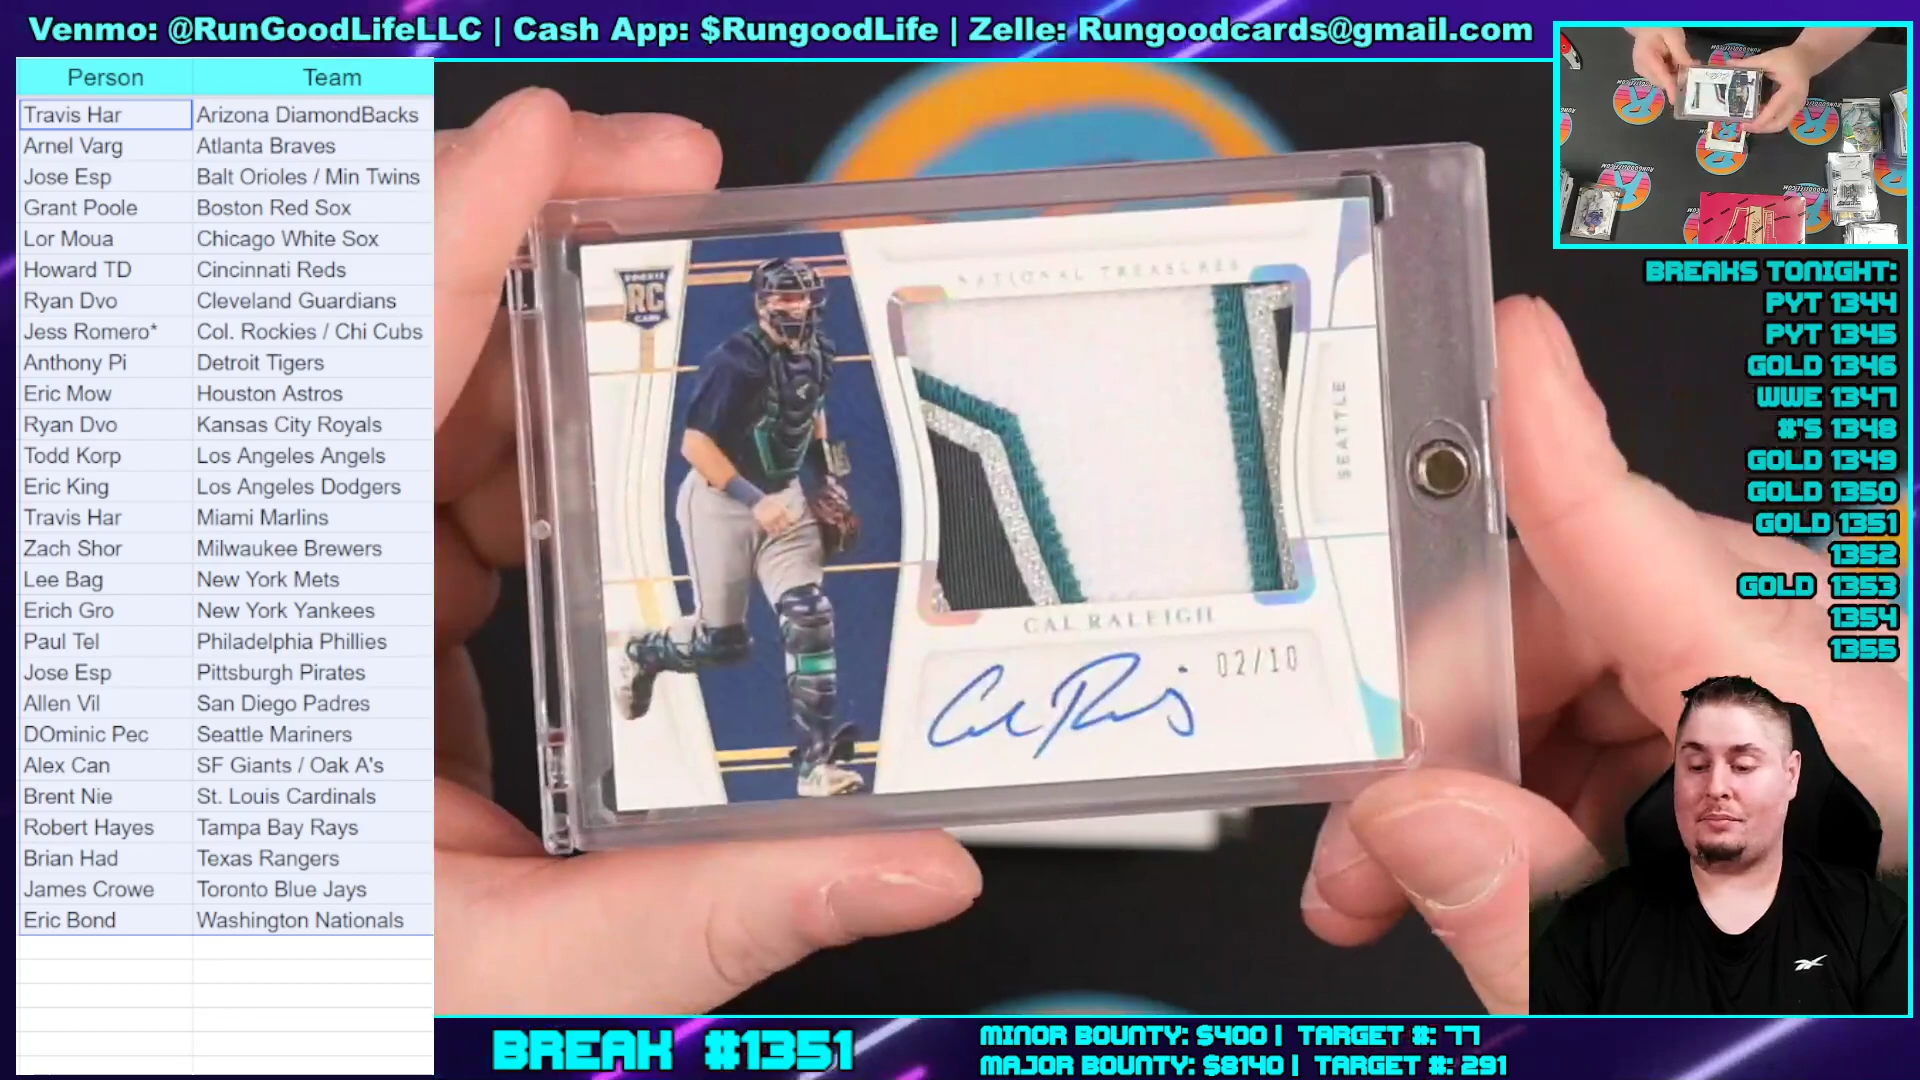 Venmo: @RunGoodLifeLLC | Cash App: $RungoodLife | Zelle: Rungoodcards@gmail.com
Person Team
Travis Har Arizona DiamondBacks
Arnel Varg Atlanta Braves
Jose Esp Balt Orioles / Min Twins
Grant Poole Boston Red Sox
Lor Moua Chicago White Sox
Howard TD Cincinnati Reds
Ryan Dvo Cleveland Guardians
Jess Romero* Col. Rockies / Chi Cubs
Anthony Pi Detroit Tigers
Eric Mow Houston Astros
Ryan Dvo Kansas City Royals
Todd Korp Los Angeles Angels
Eric King Los Angeles Dodgers
Travis Har Miami Marlins
Zach Shor Milwaukee Brewers
Lee Bag New York Mets
Erich Gro New York Yankees
Paul Tel Philadelphia Phillies
Jose Esp Pittsburgh Pirates
Allen Vil San Diego Padres
DOminic Pec Seattle Mariners
Alex Can SF Giants / Oak A's
Brent Nie St. Louis Cardinals
Robert Hayes Tampa Bay Rays
Brian Had Texas Rangers
James Crowe Toronto Blue Jays
Eric Bond Washington Nationals
RC
CARD
NATIONAL TREASURES
SEATTLE
CAL RALEIGH
02/10
BREAKS TONIGHT:
PYT 1344
PYT 1345
GOLD 1346
WWE 1347
#'S 1348
GOLD 1349
GOLD 1350
GOLD 1351
1352
GOLD 1353
1354
1355
BREAK #1351
MINOR BOUNTY: $400 | TARGET #: 77
MAJOR BOUNTY: $8140 | TARGET #: 291